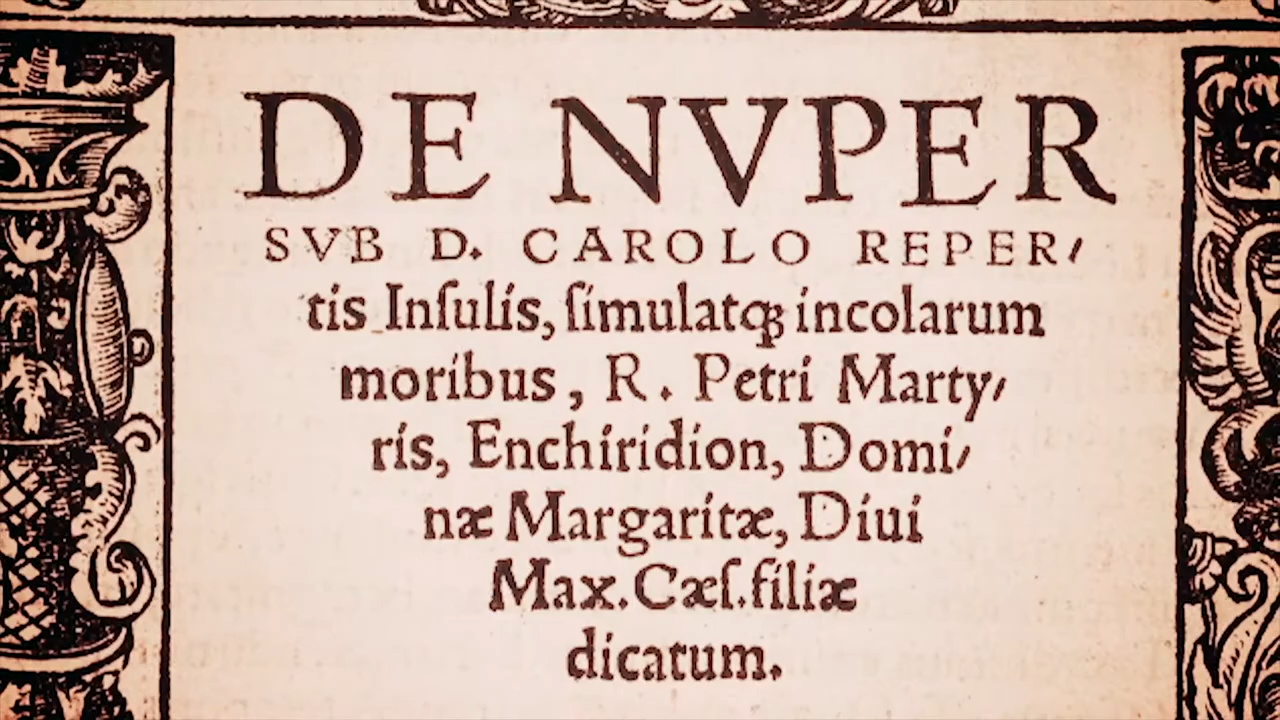 DE NVPER
SVB D. CAROLO REPER⸗
tis Inſulis, ſimulatqꝫ incolarum
moribus, R. Petri Marty⸗
ris, Enchiridion, Domi⸗
næ Margaritæ, Diui
Max. Cæſ. filiæ
dicatum.